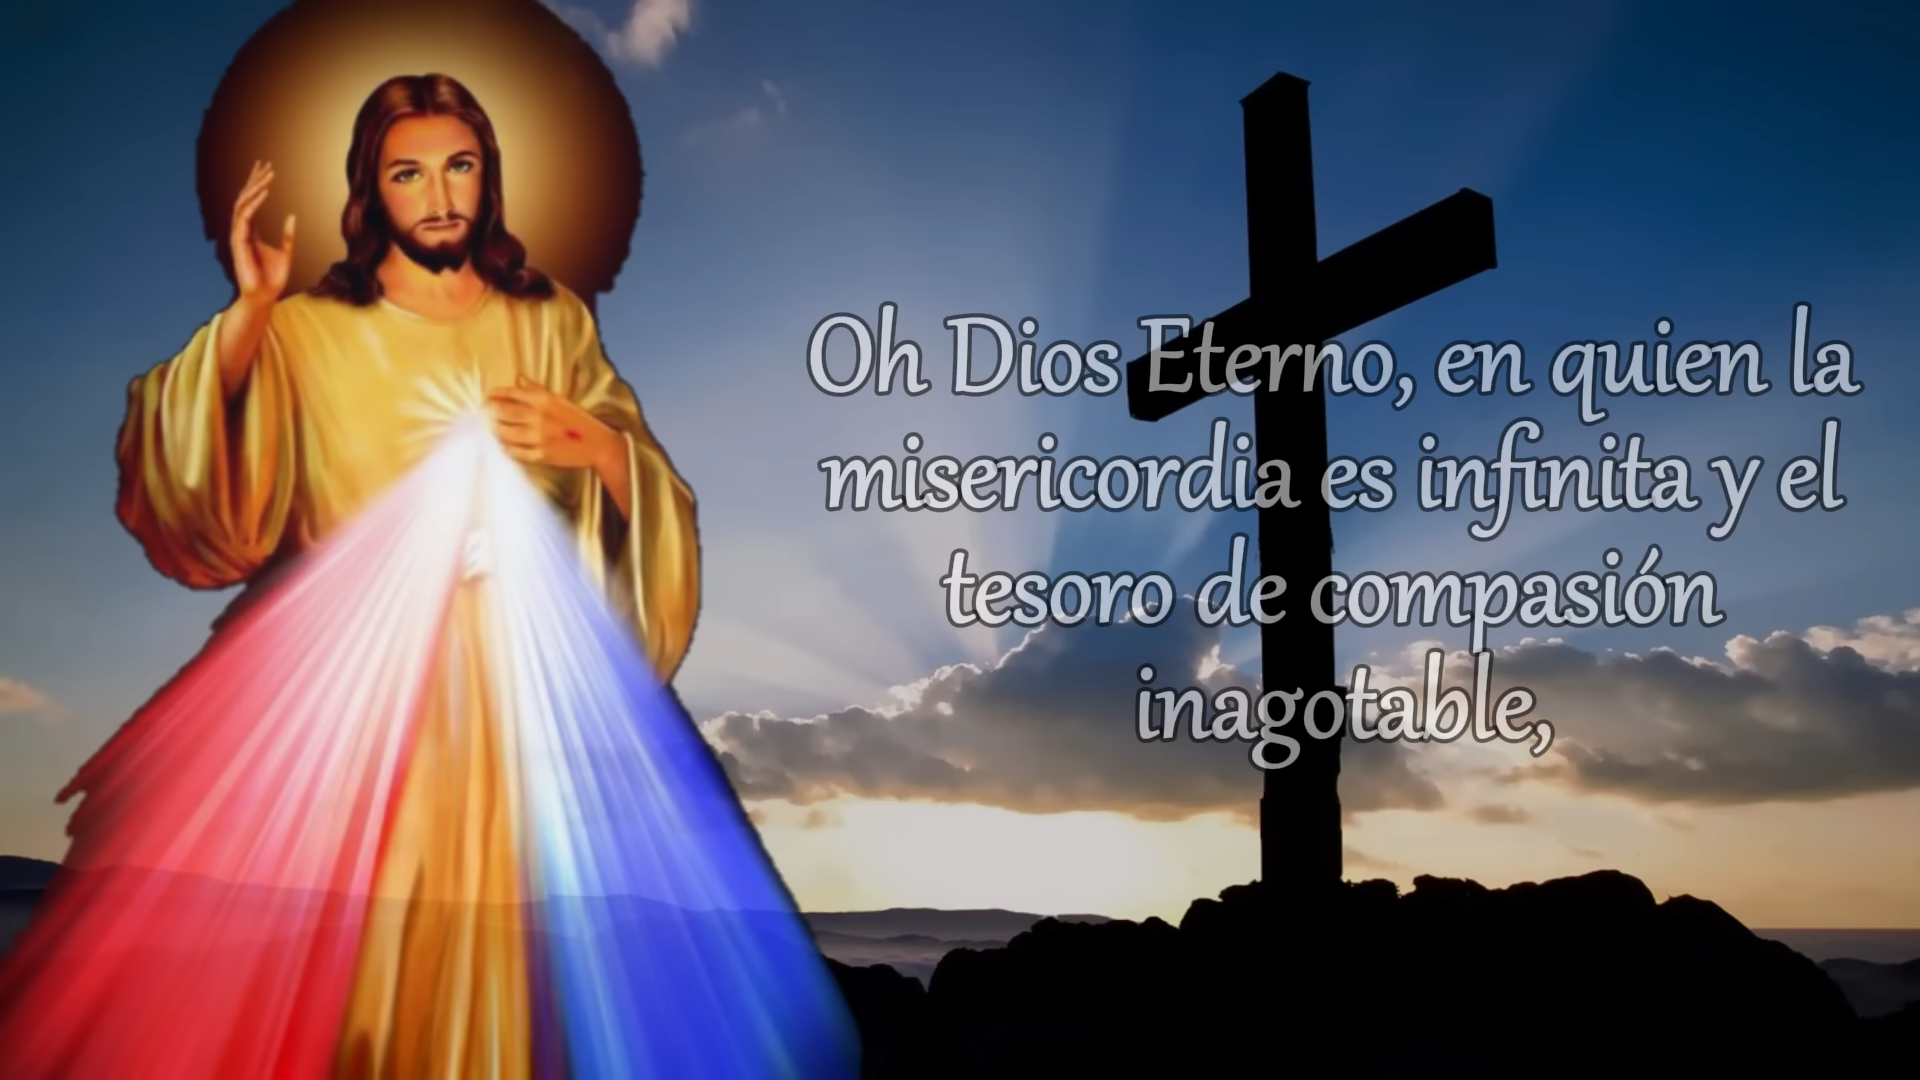 Oh Dios Eterno, en quien la
misericordia es infinita y el
tesoro de compasión
inagotable,